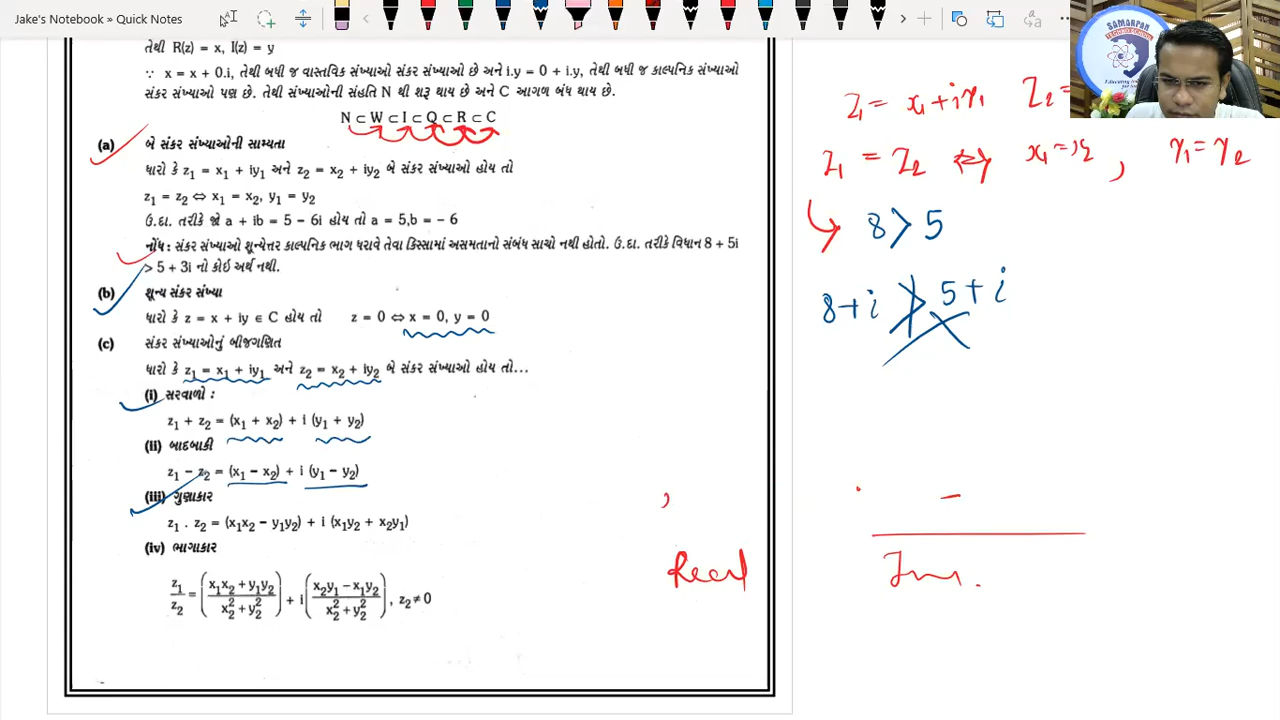 Jake's Notebook » Quick Notes
SAMARPAN
તેથી R(z) = x, I(z) = y
∵ x = x + 0.i, તેથી બધી જ વાસ્તવિક સંખ્યાઓ સંકર સંખ્યાઓ છે અને i.y = 0 + i.y, તેથી બધી જ કાલ્પનિક સંખ્યાઓ
સંકર સંખ્યાઓ પણ છે. તેથી સંખ્યાઓની સંહતિ N થી શરૂ થાય છે અને C આગળ બંધ થાય છે.
N ⊂ W ⊂ I ⊂ Q ⊂ R ⊂ C
(a) બે સંકર સંખ્યાઓની સામ્યતા
ધારો કે z₁ = x₁ + iy₁ અને z₂ = x₂ + iy₂ બે સંકર સંખ્યાઓ હોય તો
z₁ = z₂ ⇔ x₁ = x₂, y₁ = y₂
ઉ.દા. તરીકે જો a + ib = 5 – 6i હોય તો a = 5,b = – 6
નોંધ : સંકર સંખ્યાઓ શૂન્યેત્તર કાલ્પનિક ભાગ ધરાવે તેવા કિસ્સામાં અસમતાનો સંબંધ સાચો નથી હોતો. ઉ.દા. તરીકે વિધાન 8 + 5i
> 5 + 3i નો કોઇ અર્થ નથી.
(b) શૂન્ય સંકર સંખ્યા
ધારો કે z = x + iy ∈ C હોય તો z = 0 ⇔ x = 0, y = 0
(c) સંકર સંખ્યાઓનું બીજગણિત
ધારો કે z₁ = x₁ + iy₁ અને z₂ = x₂ + iy₂ બે સંકર સંખ્યાઓ હોય તો...
(i) સરવાળો :
z₁ + z₂ = (x₁ + x₂) + i (y₁ + y₂)
(ii) બાદબાકી
z₁ – z₂ = (x₁ – x₂) + i (y₁ – y₂)
(iii) ગુણાકાર
z₁ . z₂ = (x₁x₂ – y₁y₂) + i (x₁y₂ + x₂y₁)
(iv) ભાગાકાર
z₁/z₂ = ((x₁x₂ + y₁y₂)/(x₂² + y₂²)) + i((x₂y₁ – x₁y₂)/(x₂² + y₂²)), z₂ ≠ 0
z₁ = x₁ + iy₁ z₂ =
z₁ = z₂ ⇔ x₁ = x₂ , y₁ = y₂
8 > 5
8 + i > 5 + i
Real